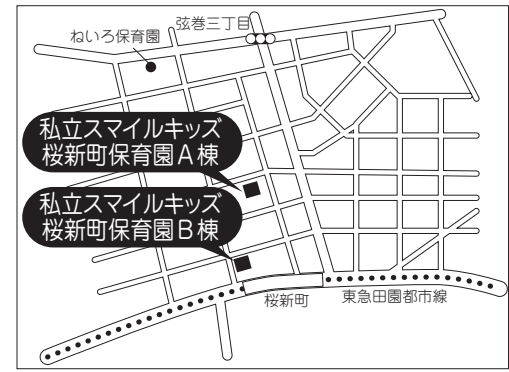 弦巻三丁目
ねいろ保育園
私立スマイルキッズ
桜新町保育園A棟
私立スマイルキッズ
桜新町保育園B棟
桜新町
東急田園都市線